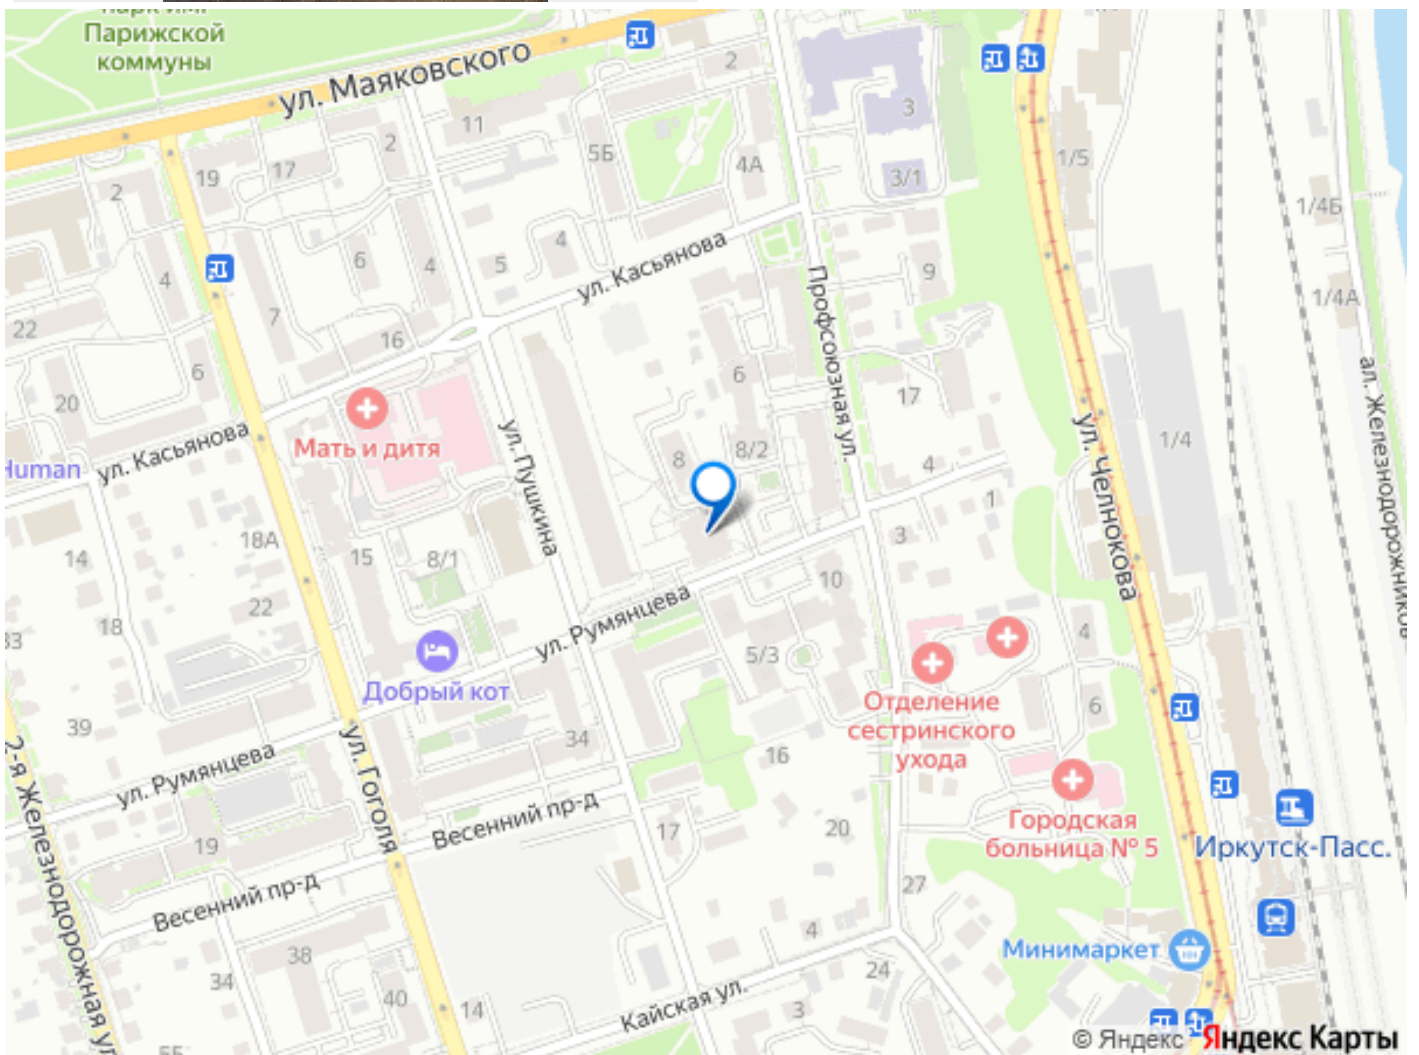 парк им.
Парижской
коммуны
ул. Маяковского
2
3
11
5Б
4А
3/1
1/5
1/4Б
2
19
17
2
4
6
4
5
4
ул. Касьянова
9
1/4А
22
7
16
Профсоюзная ул.
ал. Железнодорожников
6
20
Мать и дитя
6
17
Human
ул. Касьянова
ул. Пушкина
8
8/2
4
1
ул. Челнокова
1/4
14
18А
15
8/1
3
22
10
33
18
ул. Румянцева
5/3
4
Добрый кот
Отделение
сестринского
ухода
6
39
34
16
2-я Железнодорожная ул.
ул. Румянцева
ул. Гоголя
Весенний пр-д
17
20
Городская
больница № 5
Иркутск-Пасс.
19
Весенний пр-д
27
4
Минимаркет
38
34
40
14
24
Кайская ул.
3
55
© Яндекс Яндекс Карты